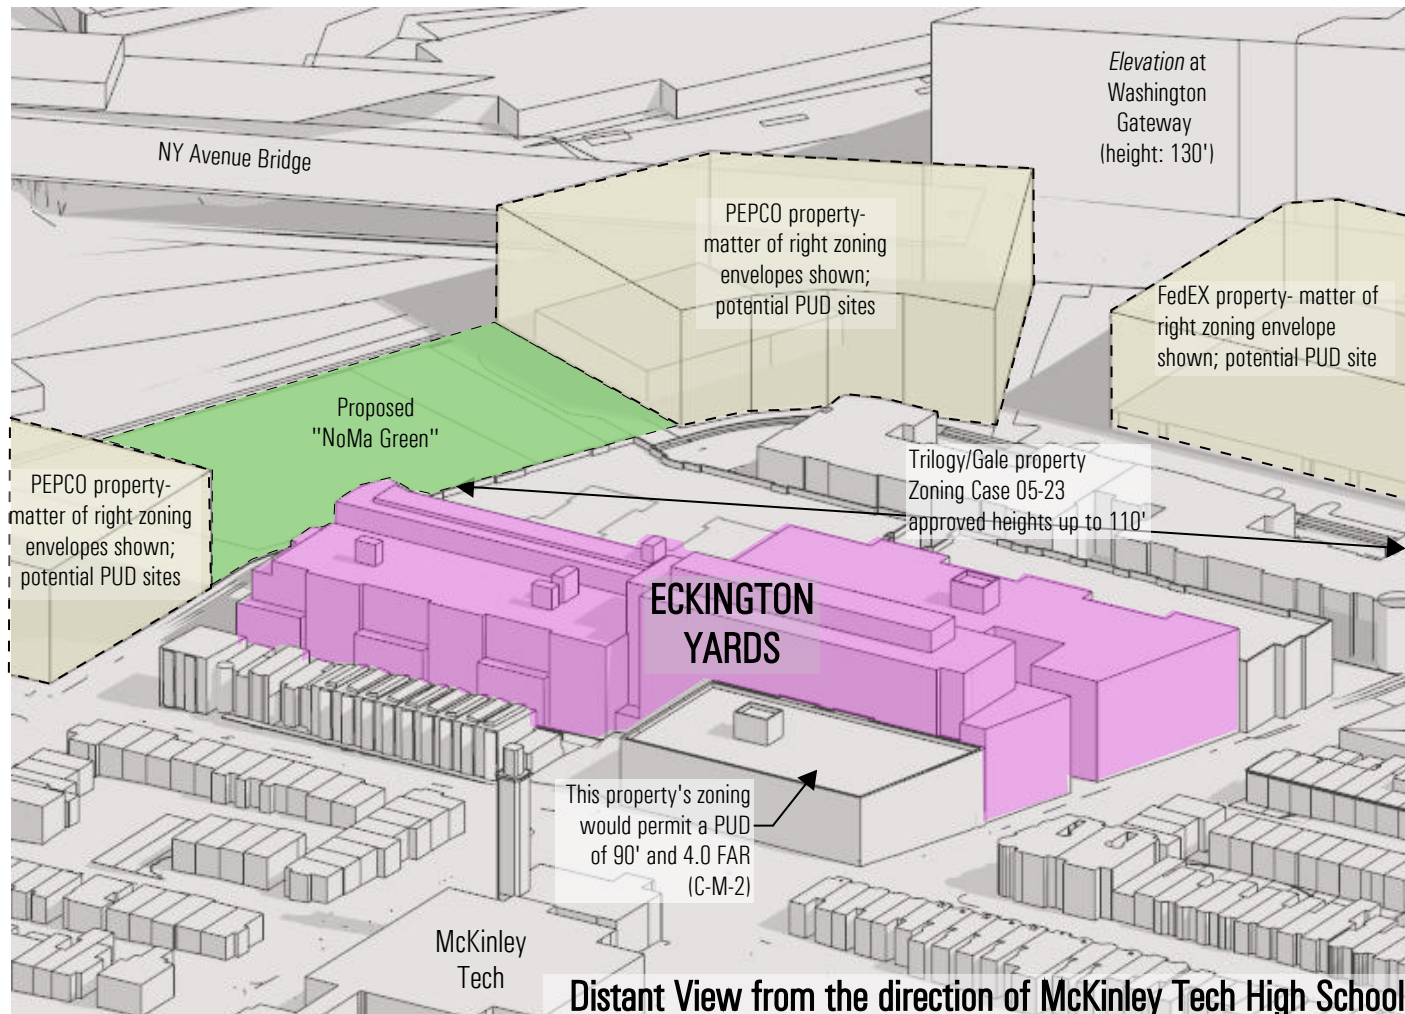 Elevation at
Washington
Gateway
(height: 130')
NY Avenue Bridge
PEPCO property-
matter of right zoning
envelopes shown;
potential PUD sites
FedEX property- matter of
right zoning envelope
shown; potential PUD site
Proposed
"NoMa Green"
PEPCO property-
matter of right zoning
envelopes shown;
potential PUD sites
Trilogy/Gale property
Zoning Case 05-23
approved heights up to 110'
ECKINGTON
YARDS
This property's zoning
would permit a PUD
of 90' and 4.0 FAR
(C-M-2)
McKinley
Tech
Distant View from the direction of McKinley Tech High School